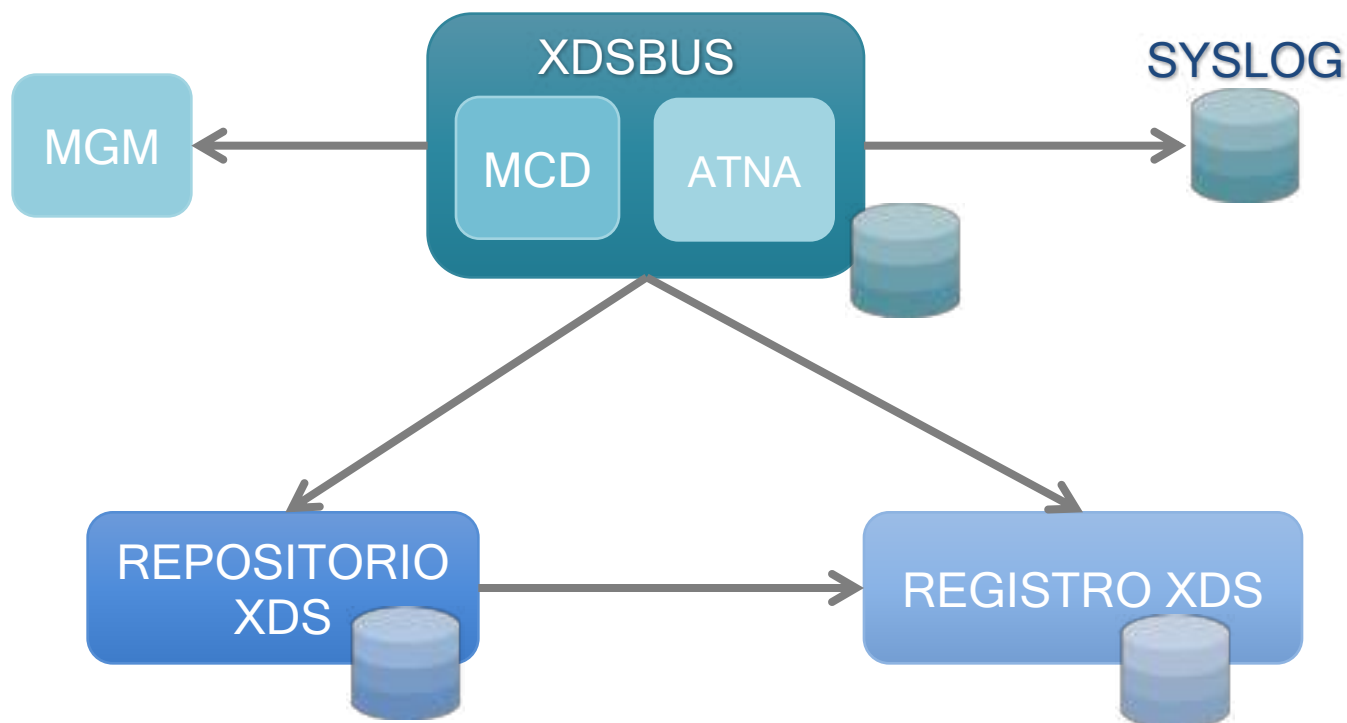 XDSBUS
SYSLOG
MGM
MCD
ATNA
REPOSITORIO
XDS
REGISTRO XDS